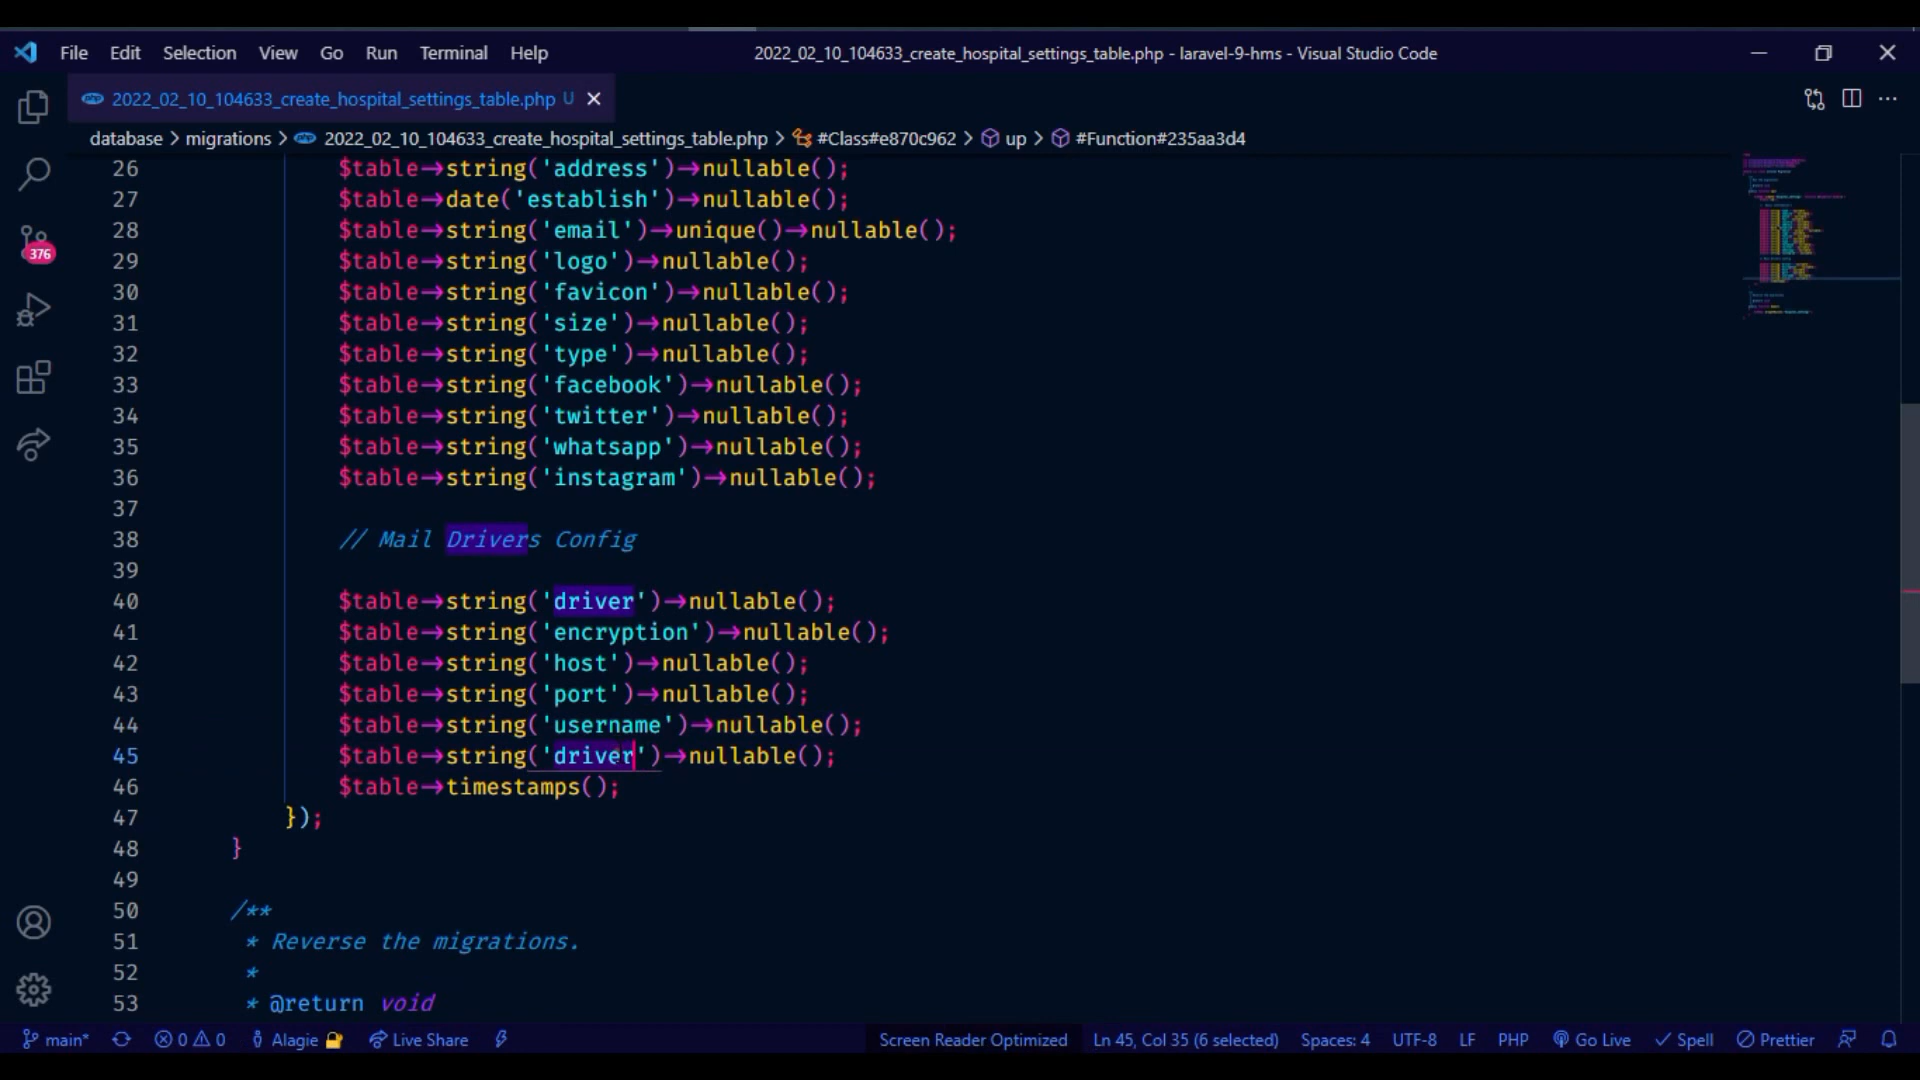 File Edit Selection View Go Run Terminal Help 2022_02_10_104633_create_hospital_settings_table.php - laravel-9-hms - Visual Studio Code
2022_02_10_104633_create_hospital_settings_table.php U
database > migrations > 2022_02_10_104633_create_hospital_settings_table.php > #Class#e870c962 > up > #Function#235aa3d4
26 $table->string('address')->nullable();
27 $table->date('establish')->nullable();
28 $table->string('email')->unique()->nullable();
29 $table->string('logo')->nullable();
30 $table->string('favicon')->nullable();
31 $table->string('size')->nullable();
32 $table->string('type')->nullable();
33 $table->string('facebook')->nullable();
34 $table->string('twitter')->nullable();
35 $table->string('whatsapp')->nullable();
36 $table->string('instagram')->nullable();
37
38 // Mail Drivers Config
39
40 $table->string('driver')->nullable();
41 $table->string('encryption')->nullable();
42 $table->string('host')->nullable();
43 $table->string('port')->nullable();
44 $table->string('username')->nullable();
45 $table->string('driver')->nullable();
46 $table->timestamps();
47 });
48 }
49
50 /**
51 * Reverse the migrations.
52 *
53 * @return void
376
main* 0 0 Alagie Live Share Screen Reader Optimized Ln 45, Col 35 (6 selected) Spaces: 4 UTF-8 LF PHP Go Live Spell Prettier